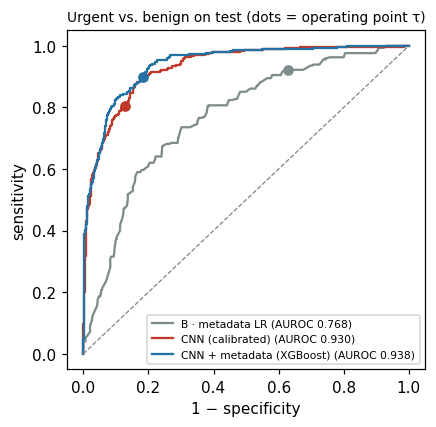 Urgent vs. benign on test (dots = operating point τ)
1.0
0.8
0.6
0.4
0.2
0.0
sensitivity
B · metadata LR (AUROC 0.768)
CNN (calibrated) (AUROC 0.930)
CNN + metadata (XGBoost) (AUROC 0.938)
0.0 0.2 0.4 0.6 0.8 1.0
1 − specificity